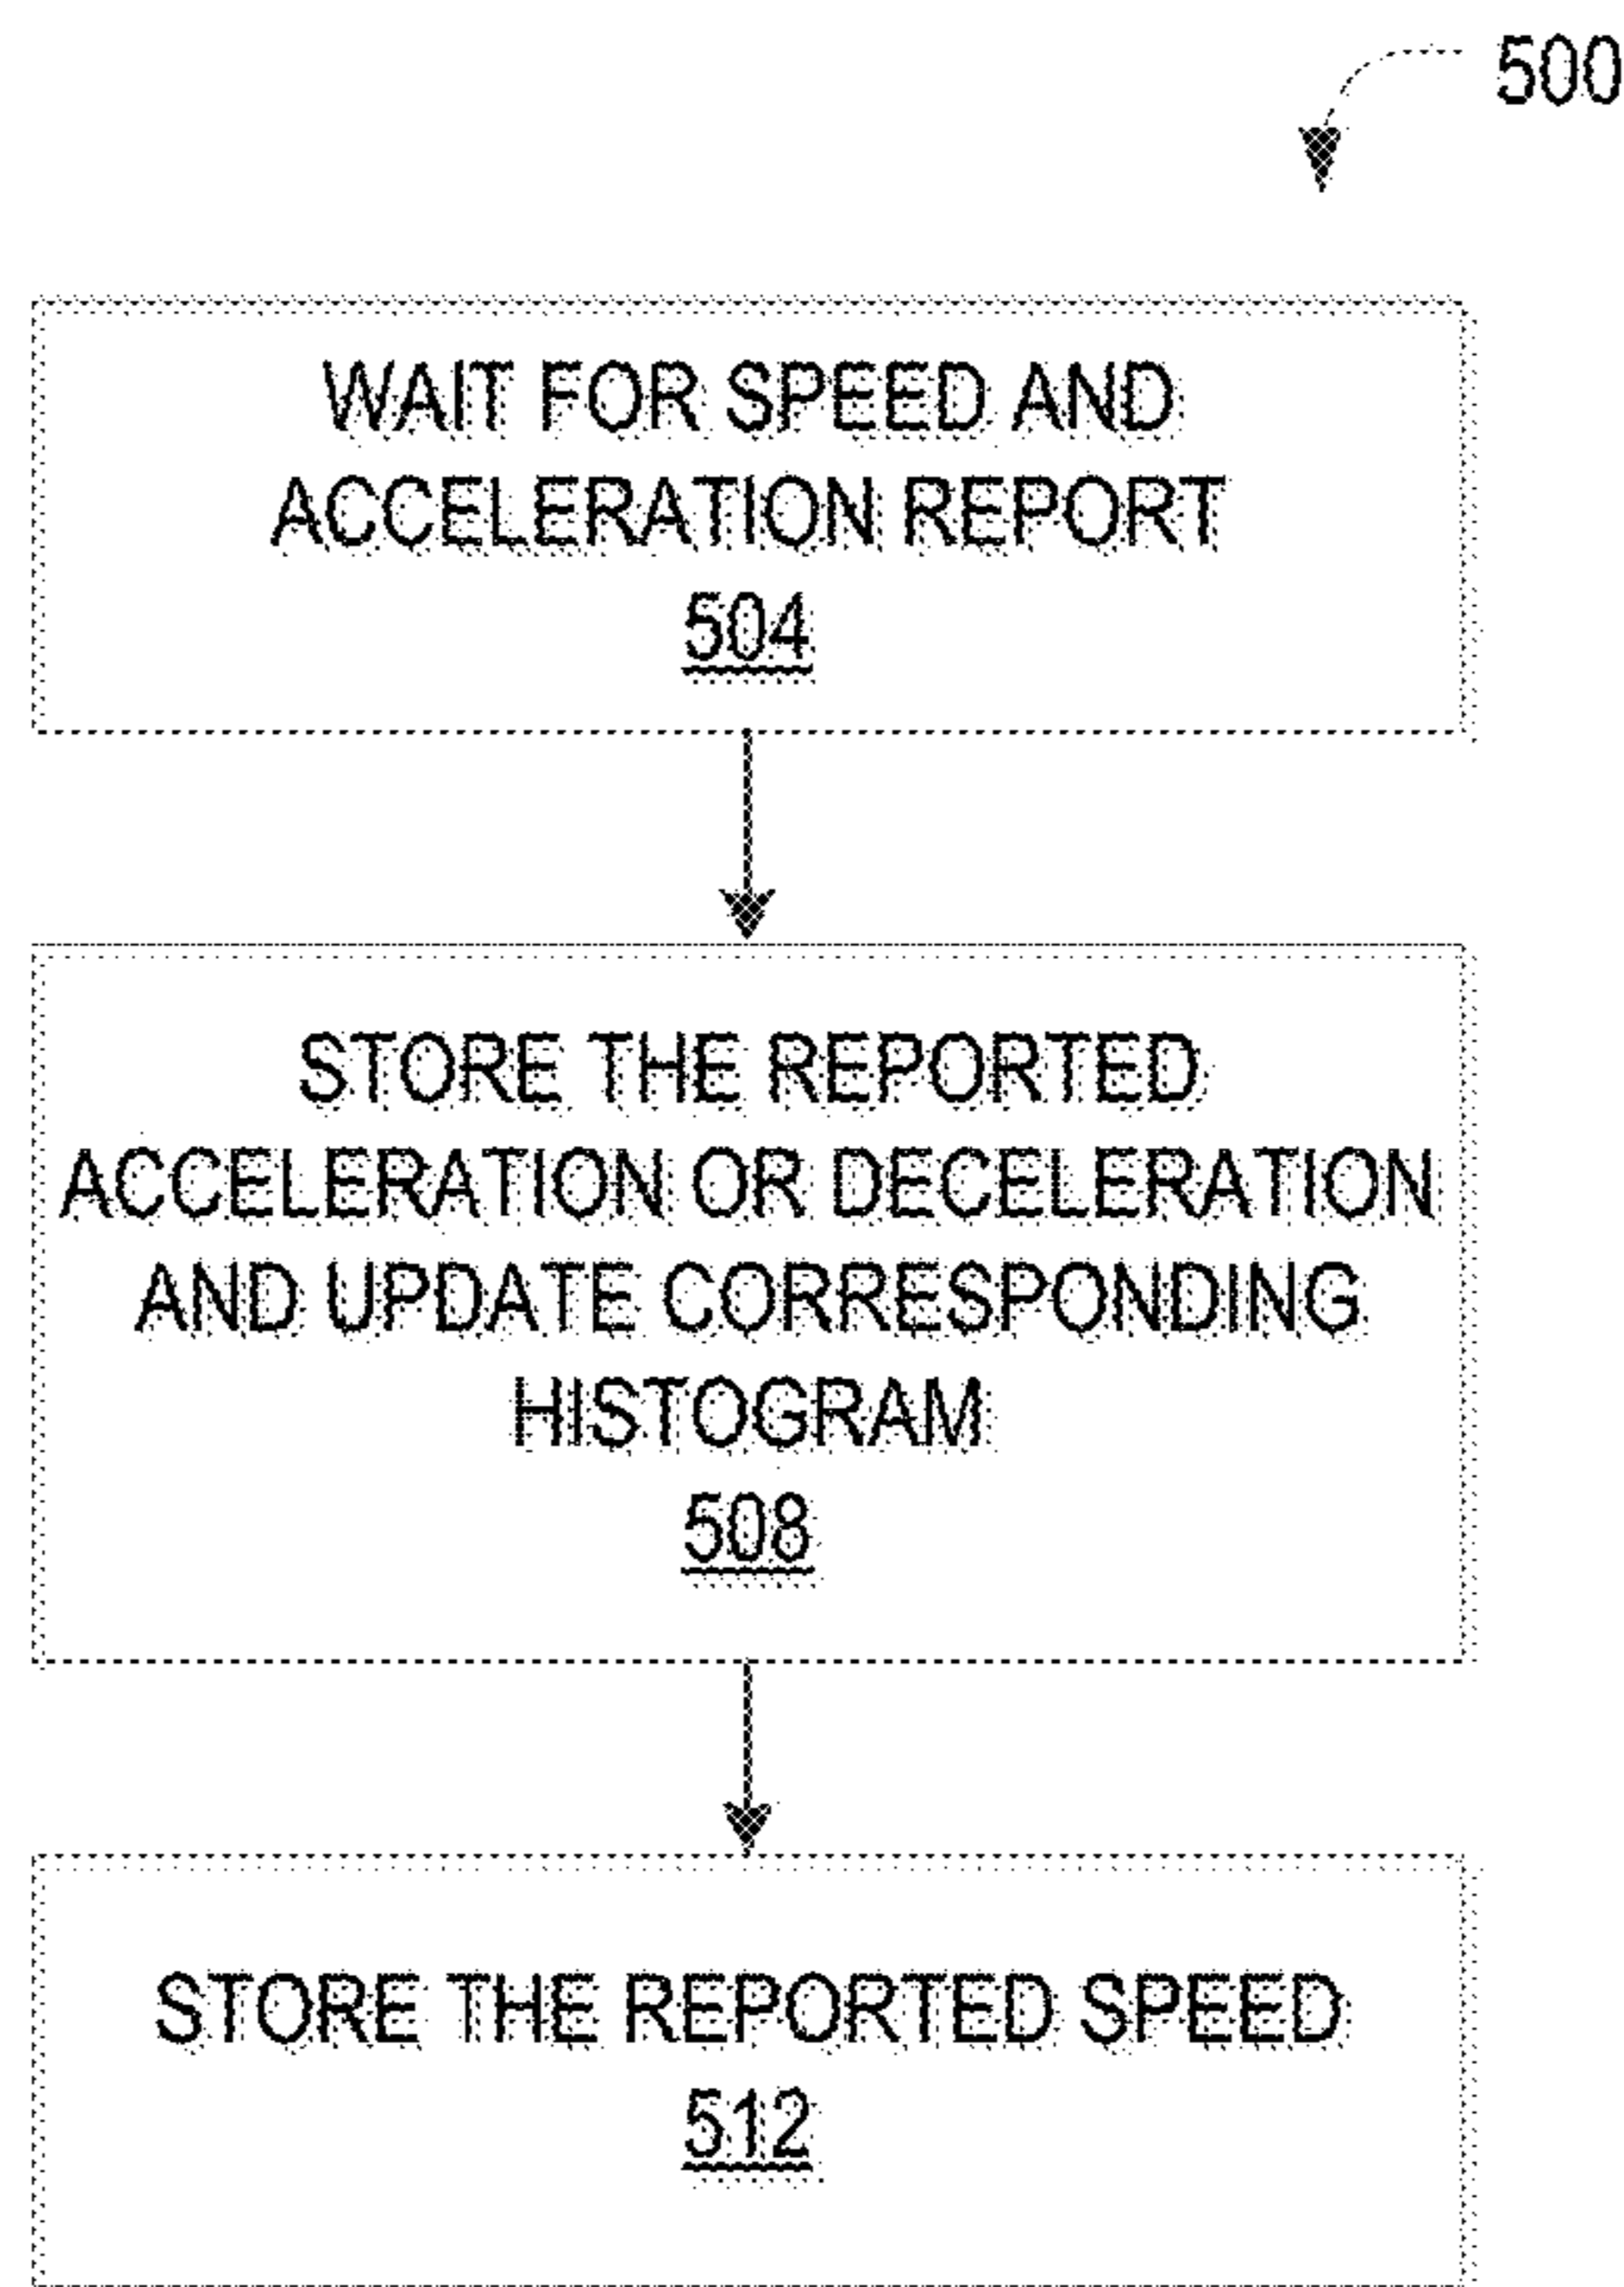 500
WAIT FOR SPEED AND
ACCELERATION REPORT
504
STORE THE REPORTED
ACCELERATION OR DECELERATION
AND UPDATE CORRESPONDING
HISTOGRAM
508
STORE THE REPORTED SPEED
512